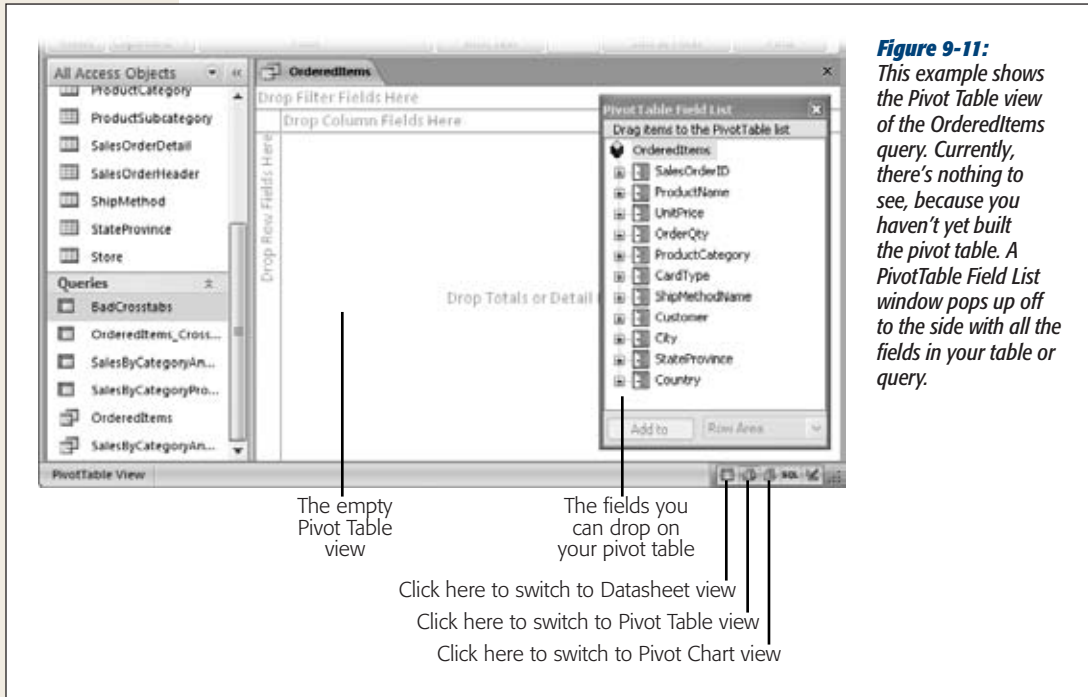 All Access Objects
ProductCategory
ProductSubcategory
SalesOrderDetail
SalesOrderHeader
ShipMethod
StateProvince
Store
Queries
BadCrosstabs
OrderedItems_Cross...
SalesByCategoryAn...
SalesByCategoryPro...
OrderedItems
SalesByCategoryAn...
PivotTable View
OrderedItems
Drop Filter Fields Here
Drop Column Fields Here
Drop Row Fields Here
Drop Totals or Detail
PivotTable Field List
Drag items to the PivotTable list
OrderedItems
SalesOrderID
ProductName
UnitPrice
OrderQty
ProductCategory
CardType
ShipMethodName
Customer
City
StateProvince
Country
Add to
Row Area
SQL
The empty
Pivot Table
view
The fields you
can drop on
your pivot table
Click here to switch to Datasheet view
Click here to switch to Pivot Table view
Click here to switch to Pivot Chart view
Figure 9-11:
This example shows
the Pivot Table view
of the OrderedItems
query. Currently,
there's nothing to
see, because you
haven't yet built
the pivot table. A
PivotTable Field List
window pops up off
to the side with all the
fields in your table or
query.